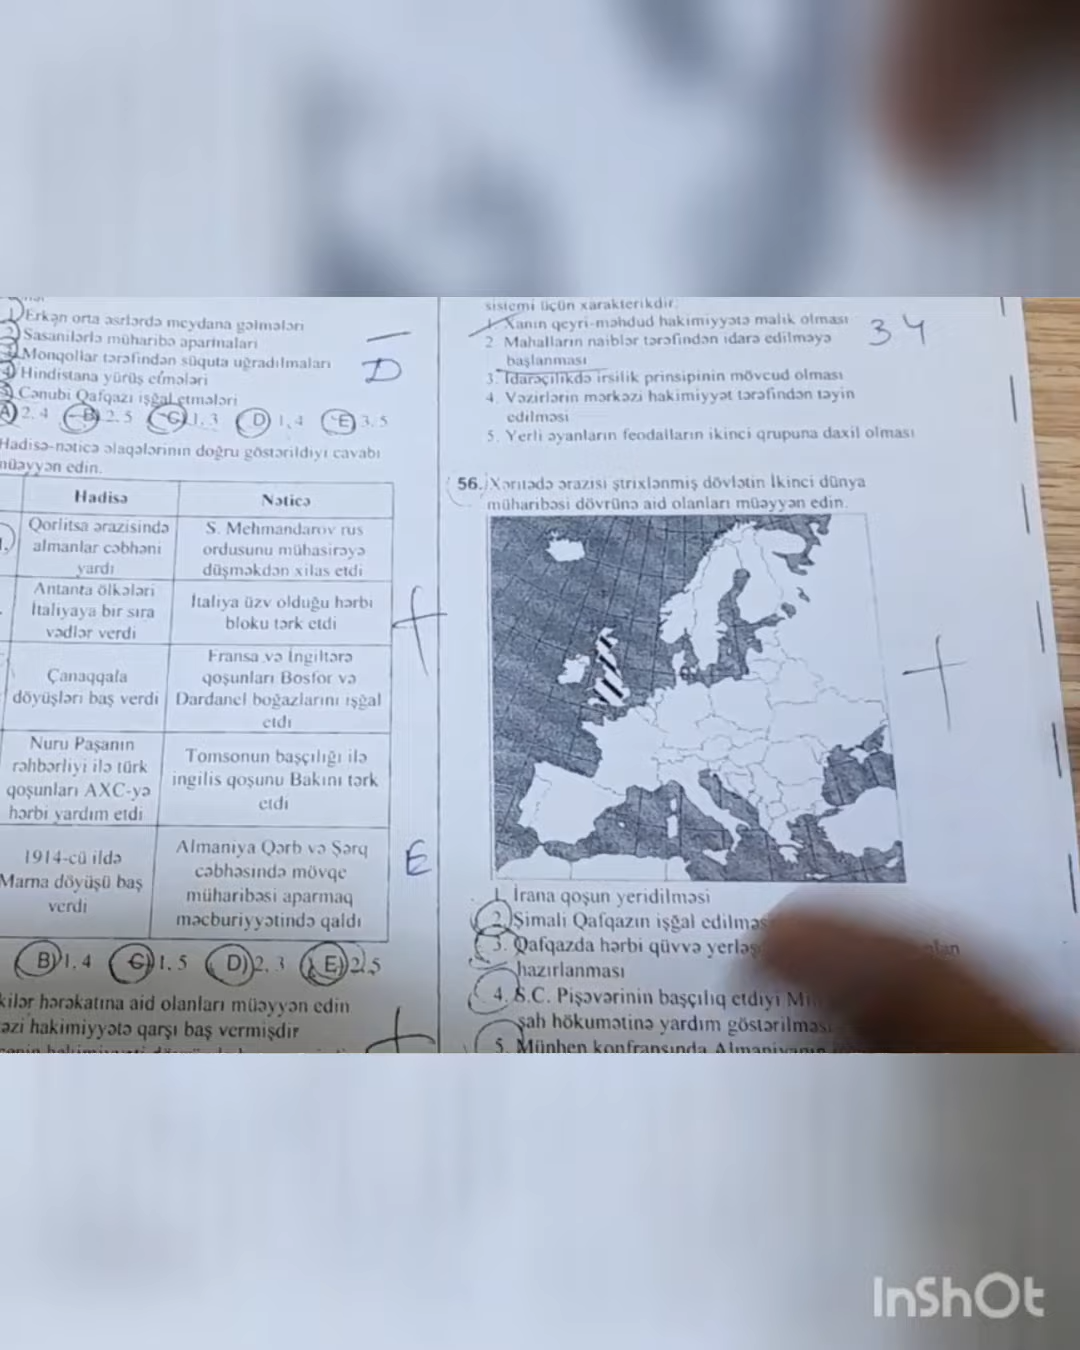 1 Erkən orta əsrlərdə meydana gəlmələri
2 Sasanilərlə müharibə aparmaları
Monqollar tərəfindən süquta uğradılmaları
Hindistana yürüş etmələri
Cənubi Qafqazı işğal etmələri
A) 2, 4 B) 2, 5 C) 1, 3 D) 1, 4 E) 3, 5
D
Hadisə-nəticə əlaqələrinin doğru göstərildiyi cavabı
müəyyən edin.
Hadisə Nəticə
Qorlitsa ərazisində
almanlar cəbhəni
yardı
S. Mehmandarov rus
ordusunu mühasirəyə
düşməkdən xilas etdi
Antanta ölkələri
İtaliyaya bir sıra
vədlər verdi
İtaliya üzv olduğu hərbi
bloku tərk etdi
Çanaqqala
döyüşləri baş verdi
Fransa və İngiltərə
qoşunları Bosfor və
Dardanel boğazlarını işğal
etdi
Nuru Paşanın
rəhbərliyi ilə türk
qoşunları AXC-yə
hərbi yardım etdi
Tomsonun başçılığı ilə
ingilis qoşunu Bakını tərk
etdi
1914-cü ildə
Marna döyüşü baş
verdi
Almaniya Qərb və Şərq
cəbhəsində mövqe
müharibəsi aparmaq
məcburiyyətində qaldı
E
B) 1, 4 C) 1, 5 D) 2, 3 E) 2, 5
hərəkatına aid olanları müəyyən edin
hakimiyyətə qarşı baş vermişdir
sistemi üçün xarakterikdir.
1. Xanın qeyri-məhdud hakimiyyətə malik olması
2. Mahalların naiblər tərəfindən idarə edilməyə
başlanması
3. İdarəçilikdə irsilik prinsipinin mövcud olması
4. Vəzirlərin mərkəzi hakimiyyət tərəfindən təyin
edilməsi
5. Yerli əyanların feodalların ikinci qrupuna daxil olması
3 4
56. Xəritədə ərazisi ştrixlənmiş dövlətin İkinci dünya
müharibəsi dövrünə aid olanları müəyyən edin.
1. İrana qoşun yeridilməsi
2. Şimali Qafqazın işğal
3. Qafqazda hərbi qüvvə
hazırlanması
4. S.C. Pişəvərinin başçılıq etdiyi
şah hökumətinə yardım
5. Münhen konfransında Almaniyanın
InShOt